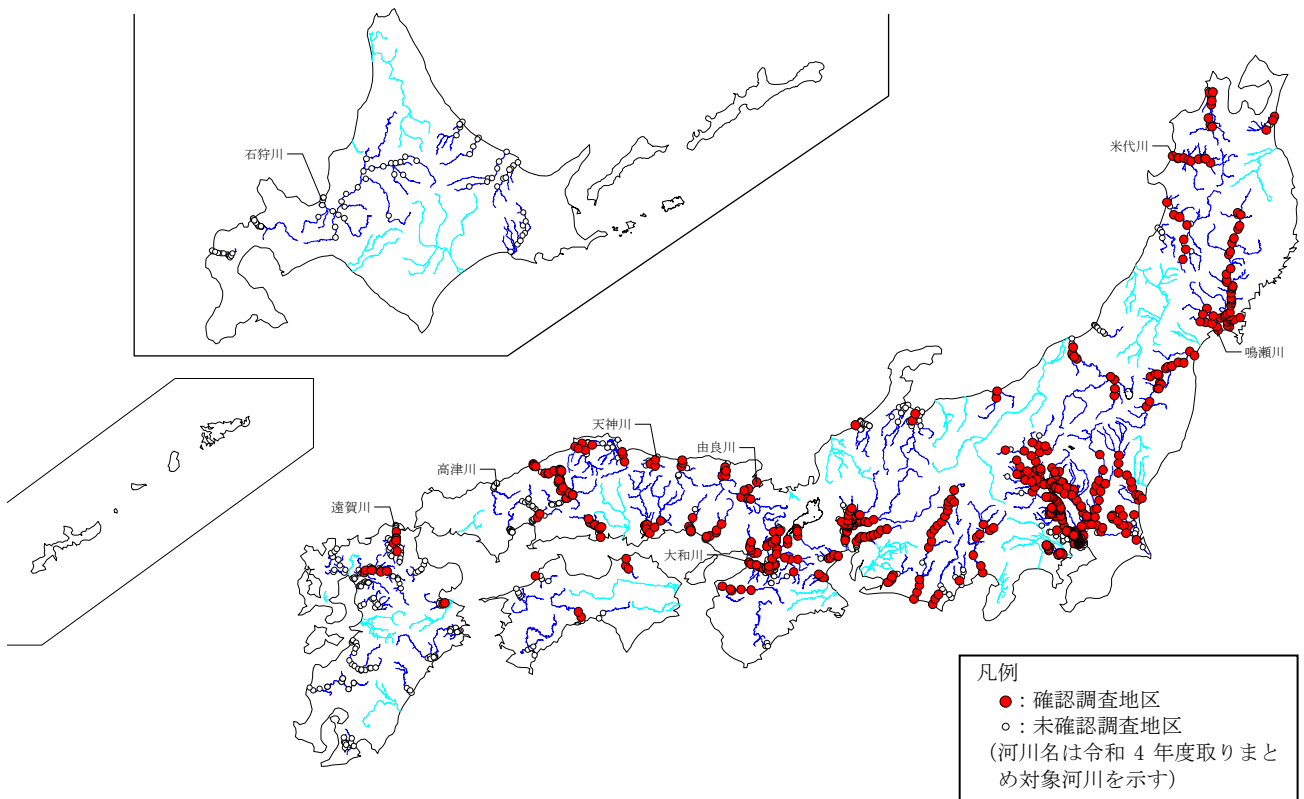 石狩川
米代川
鳴瀬川
天神川
由良川
高津川
遠賀川
大和川
凡例
●：確認調査地区
○：未確認調査地区
(河川名は令和 4 年度取りまと
め対象河川を示す)